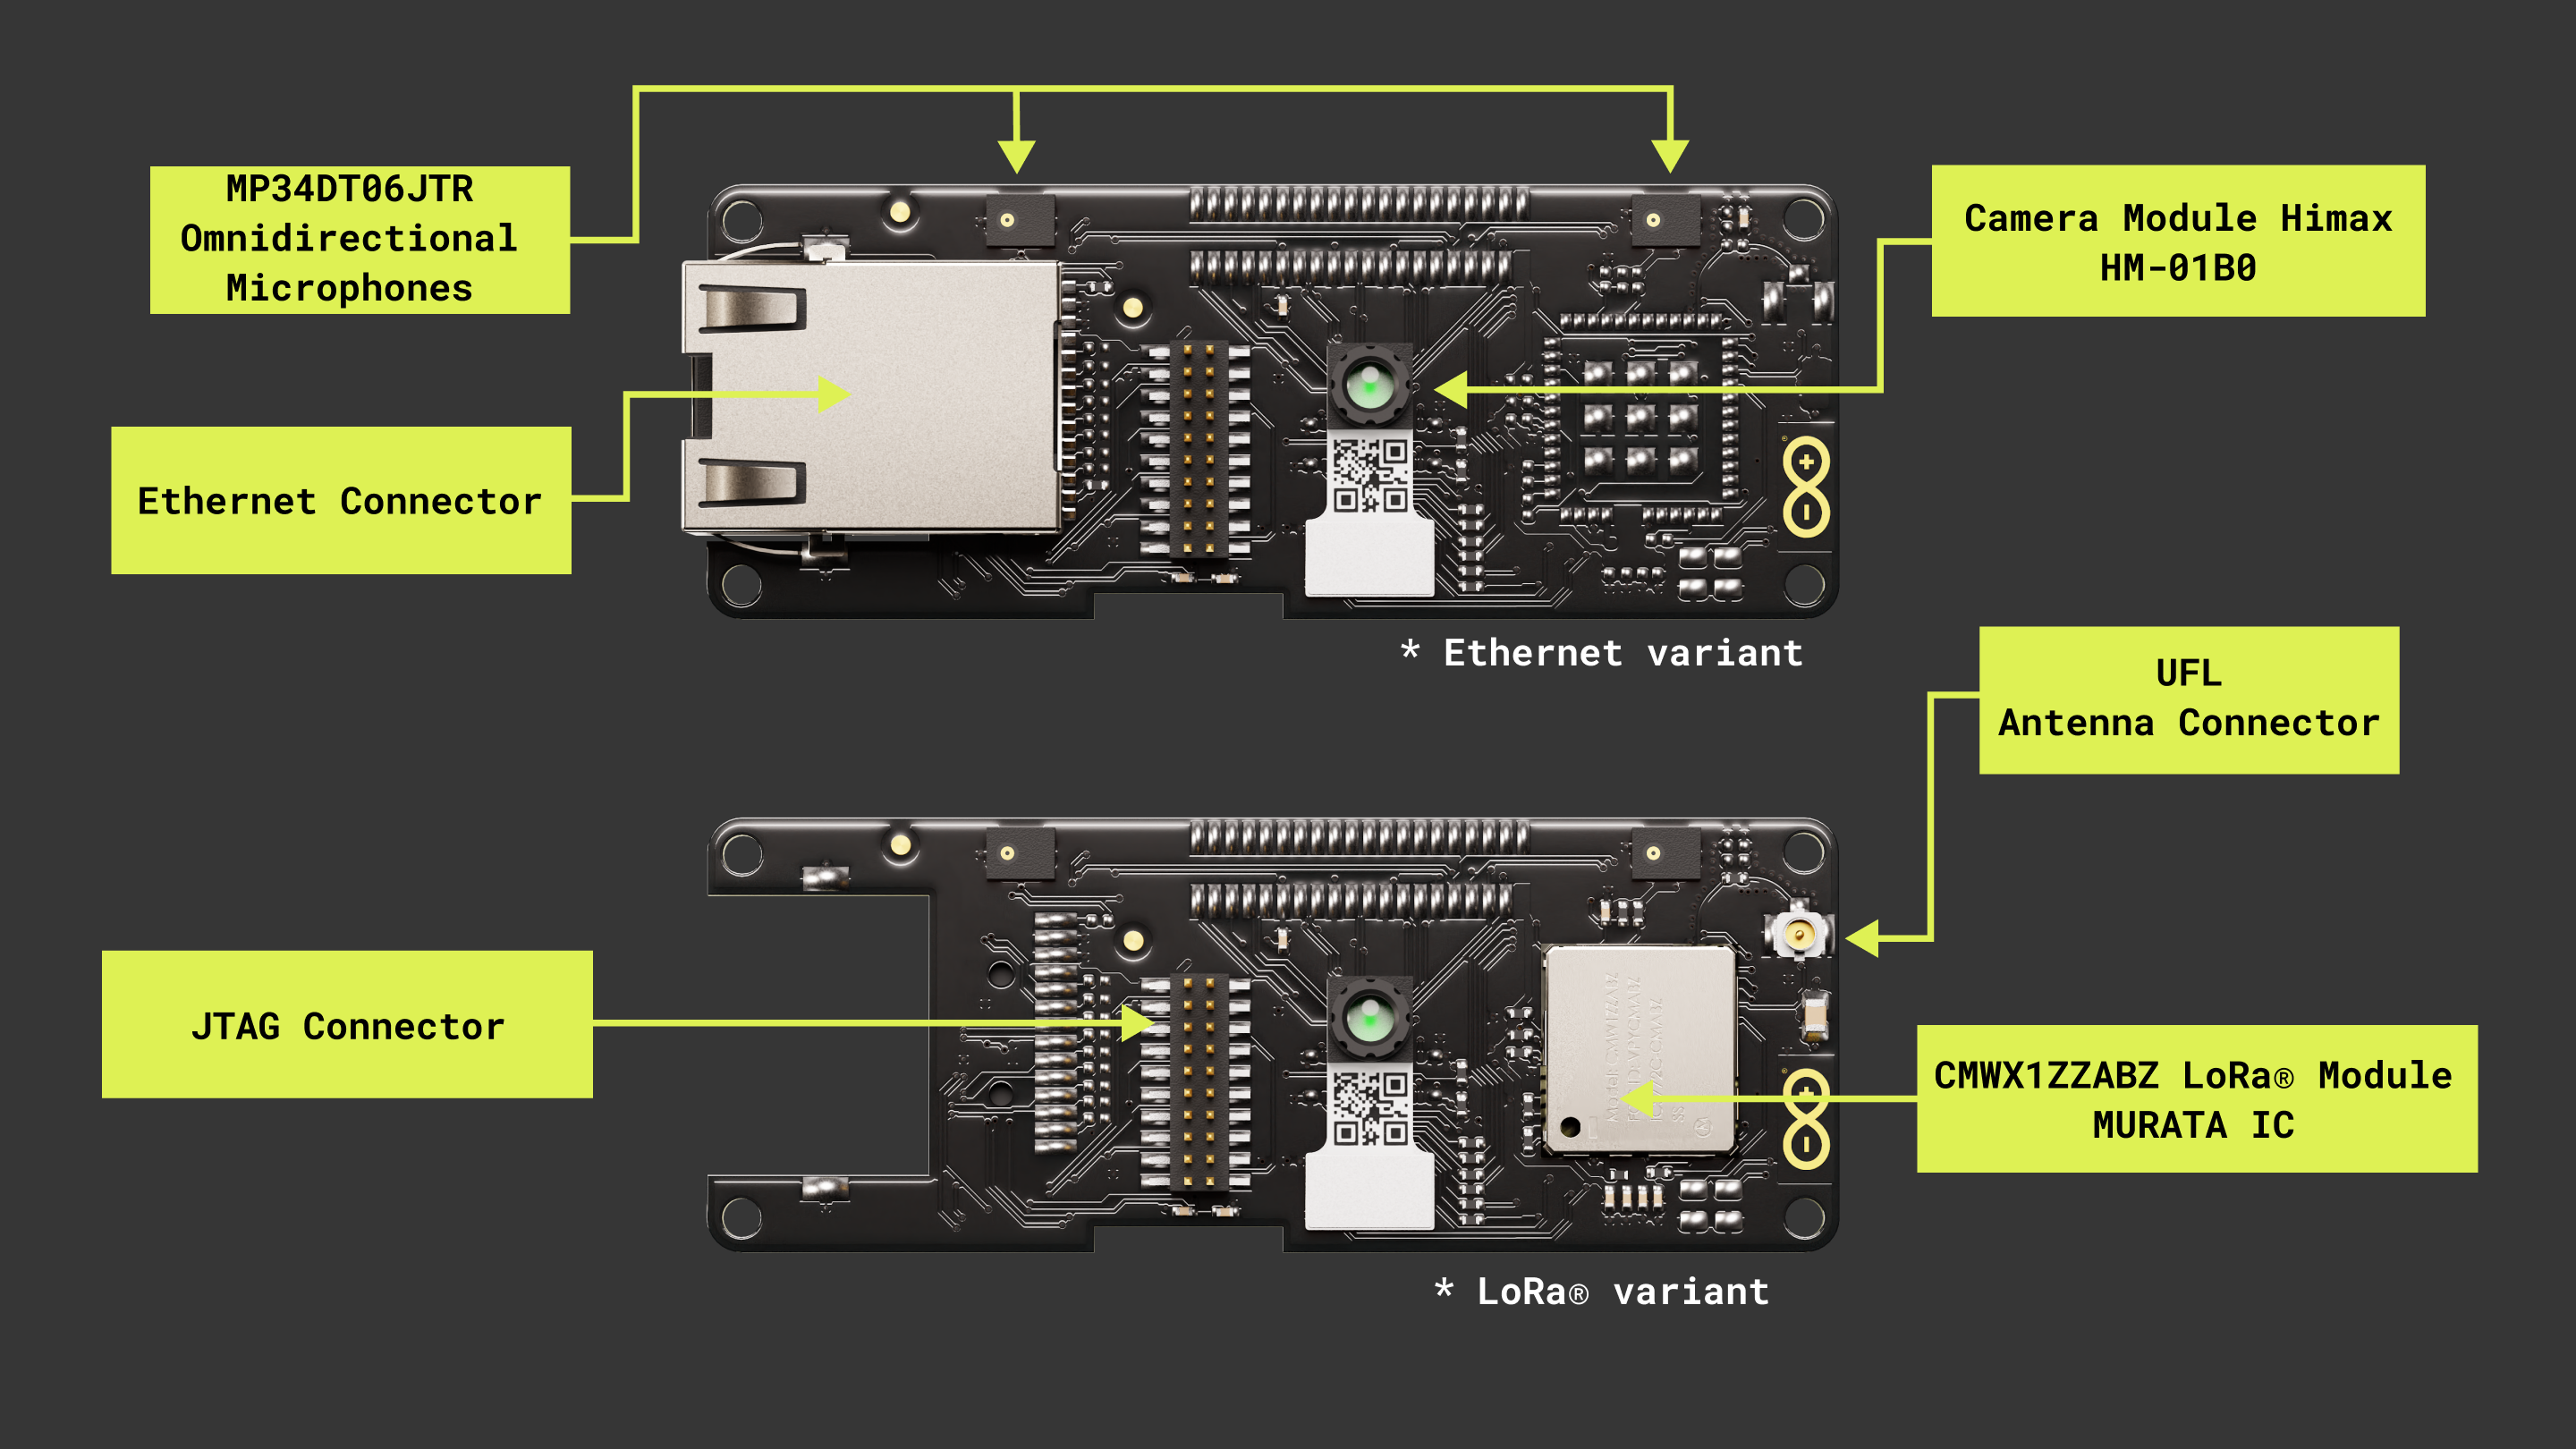 MP34DT06JTR
Omnidirectional
Microphones
Camera Module Himax
HM-01B0
Ethernet Connector
* Ethernet variant
UFL
Antenna Connector
JTAG Connector
CMWX1ZZABZ LoRa® Module
MURATA IC
* LoRa® variant